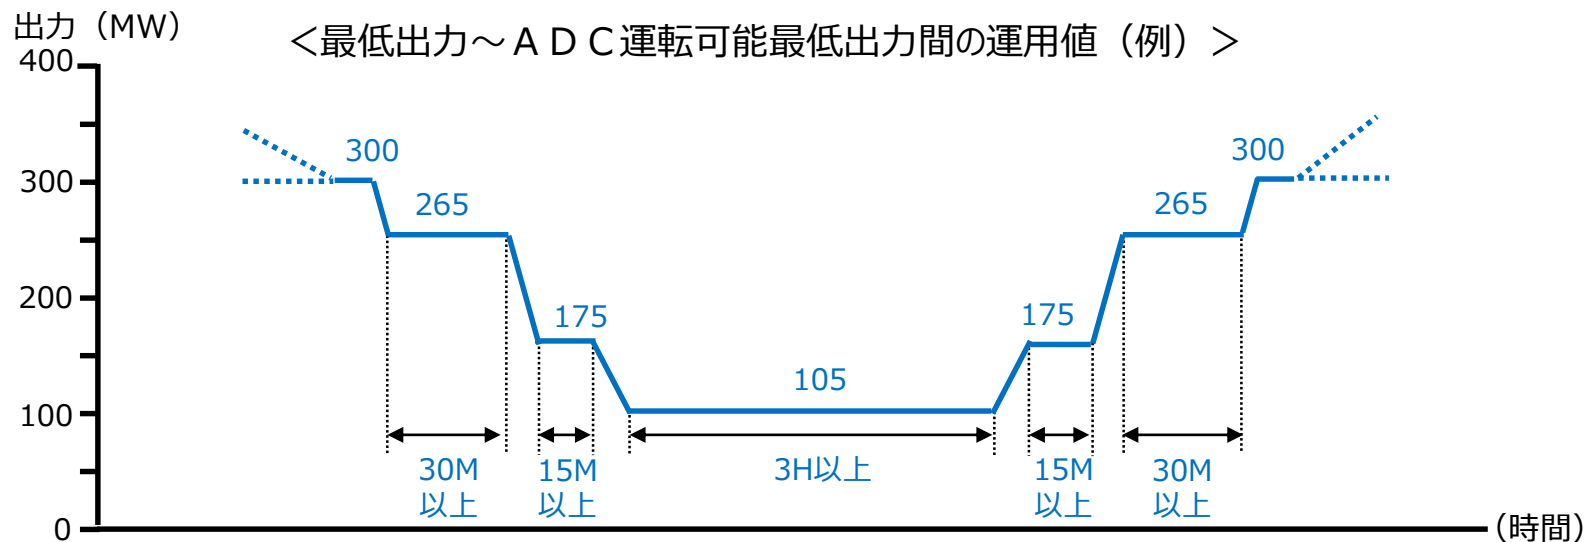 出力（MW）
＜最低出力～ＡＤＣ運転可能最低出力間の運用値（例）＞
400
300
200
100
0
300
265
175
105
175
265
300
30M
以上
15M
以上
3H以上
15M
以上
30M
以上
（時間）